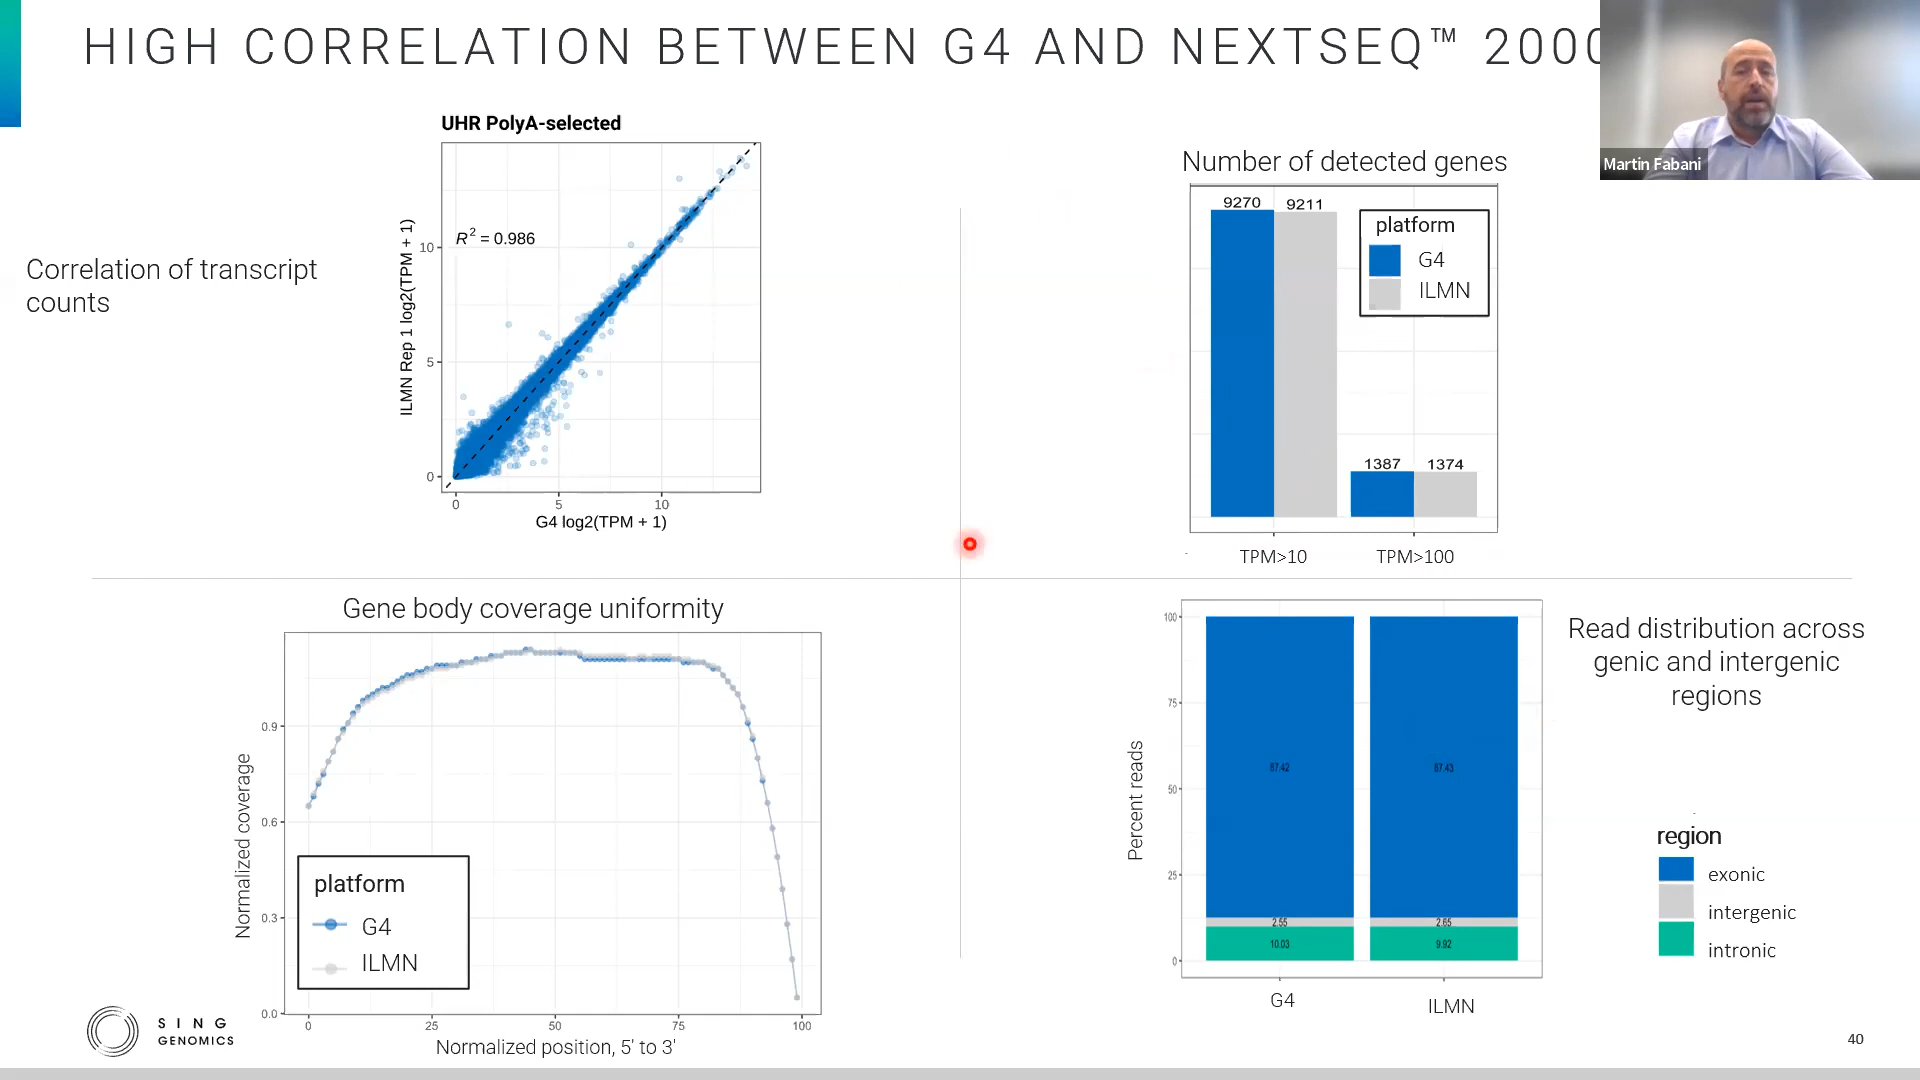 HIGH CORRELATION BETWEEN G4 AND NEXTSEQ™ 2000
Martin Fabani
Correlation of transcript
counts
UHR PolyA-selected
R² = 0.986
ILMN Rep 1 log2(TPM + 1)
10
5
0
0 5 10
G4 log2(TPM + 1)
Number of detected genes
9270 9211
platform
G4
ILMN
1387 1374
TPM>10 TPM>100
Gene body coverage uniformity
Normalized coverage
0.9
0.6
0.3
0.0
platform
G4
ILMN
0 25 50 75 100
Normalized position, 5' to 3'
Read distribution across
genic and intergenic
regions
Percent reads
100
75
50
25
0
87.42 87.43
2.55 2.65
10.03 9.92
G4 ILMN
region
exonic
intergenic
intronic
SING
GENOMICS
40